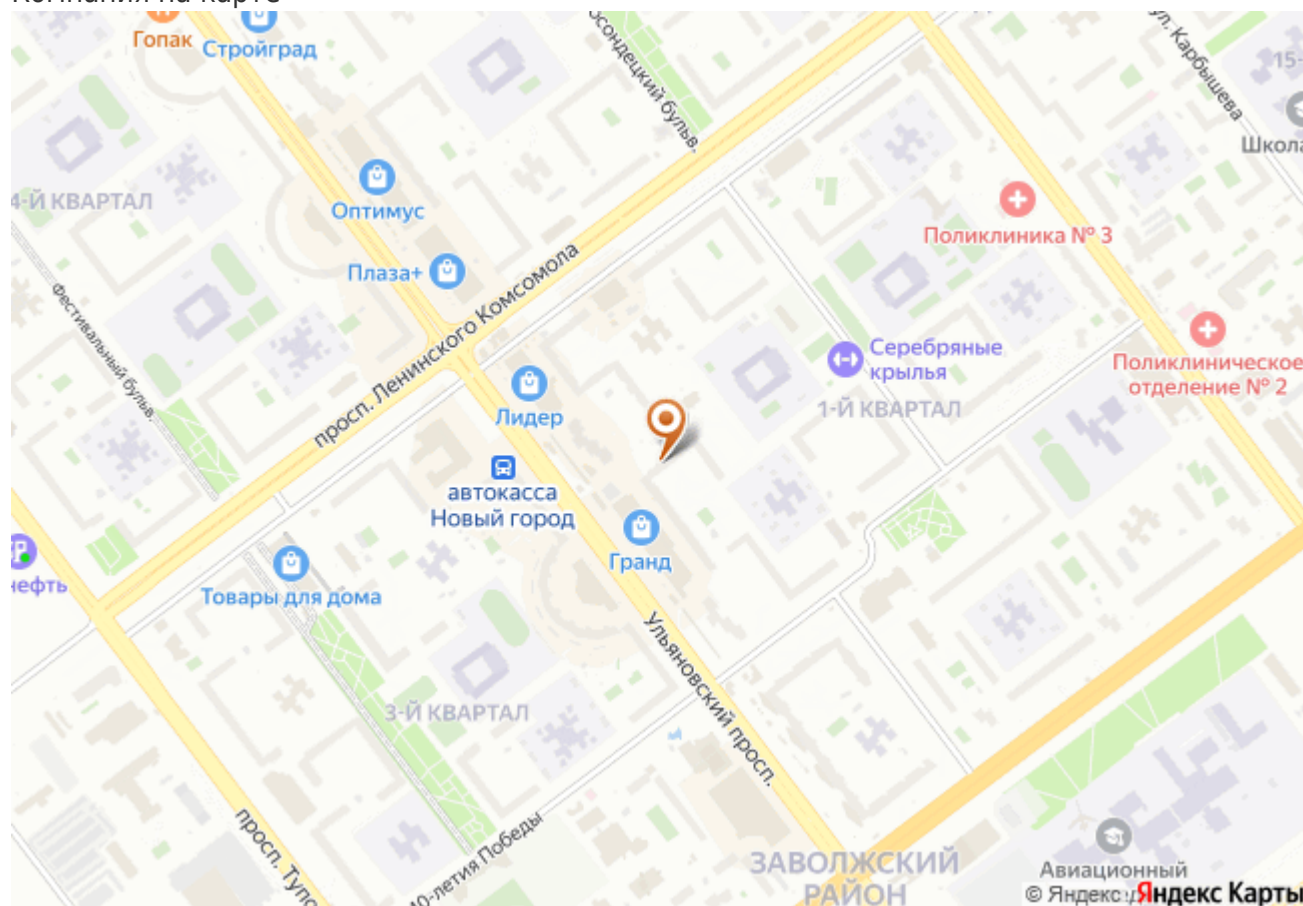 Гопак
Стройград
ул. Карбышева
15-
Школа
4-Й КВАРТАЛ
Оптимус
Поликлиника № 3
Плаза+
просп. Ленинского Комсомола
Фестивальный бульв.
Серебряные
крылья
Поликлиническое
отделение № 2
1-Й КВАРТАЛ
Лидер
автокасса
Новый город
Гранд
нефть
Товары для дома
Ульяновский просп.
3-Й КВАРТАЛ
40-летия Победы
ЗАВОЛЖСКИЙ
РАЙОН
Авиационный
© Яндекс
Яндекс Карты